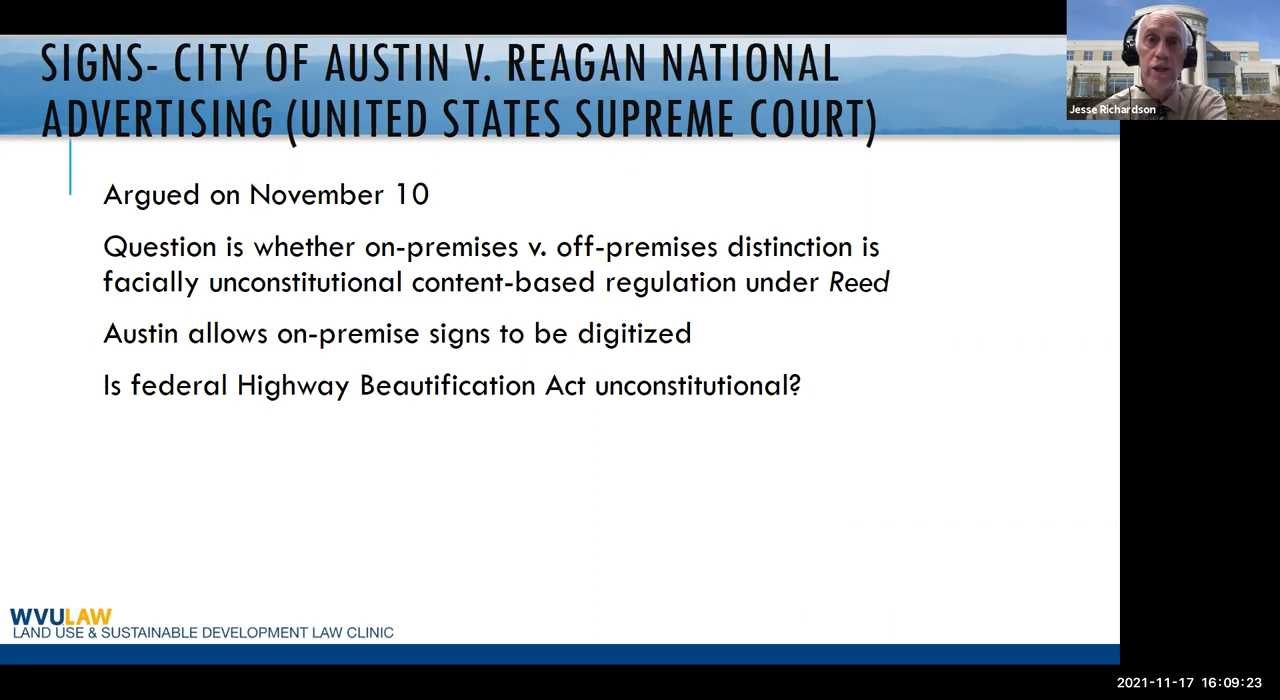 SIGNS- CITY OF AUSTIN V. REAGAN NATIONAL
ADVERTISING (UNITED STATES SUPREME COURT)
Jesse Richardson
Argued on November 10
Question is whether on-premises v. off-premises distinction is
facially unconstitutional content-based regulation under Reed
Austin allows on-premise signs to be digitized
Is federal Highway Beautification Act unconstitutional?
WVULAW
LAND USE & SUSTAINABLE DEVELOPMENT LAW CLINIC
2021-11-17 16:09:23